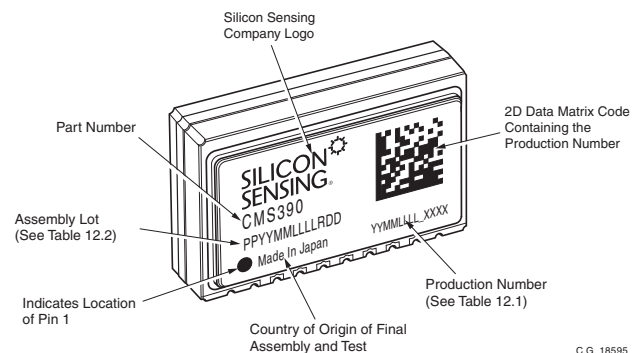 Silicon Sensing
Company Logo
Part Number
2D Data Matrix Code
Containing the
Production Number
SILICON
SENSING®
CMS390
PPYYMMLLLLRDD
YYMMLLLL_XXXX
Made In Japan
Assembly Lot
(See Table 12.2)
Indicates Location
of Pin 1
Production Number
(See Table 12.1)
Country of Origin of Final
Assembly and Test
C.G. 18595